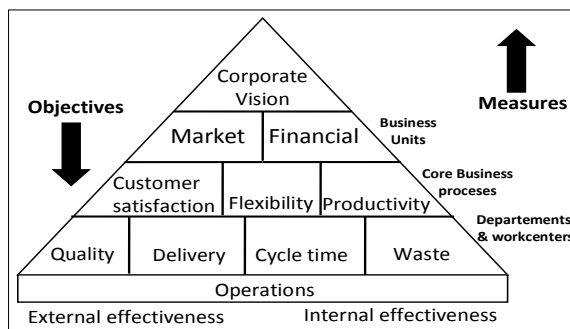 Corporate
Vision
Objectives
Measures
Market
Financial
Business
Units
Customer
satisfaction
Flexibility
Productivity
Core Business
proceses
Departements
& workcenters
Quality
Delivery
Cycle time
Waste
Operations
External effectiveness
Internal effectiveness